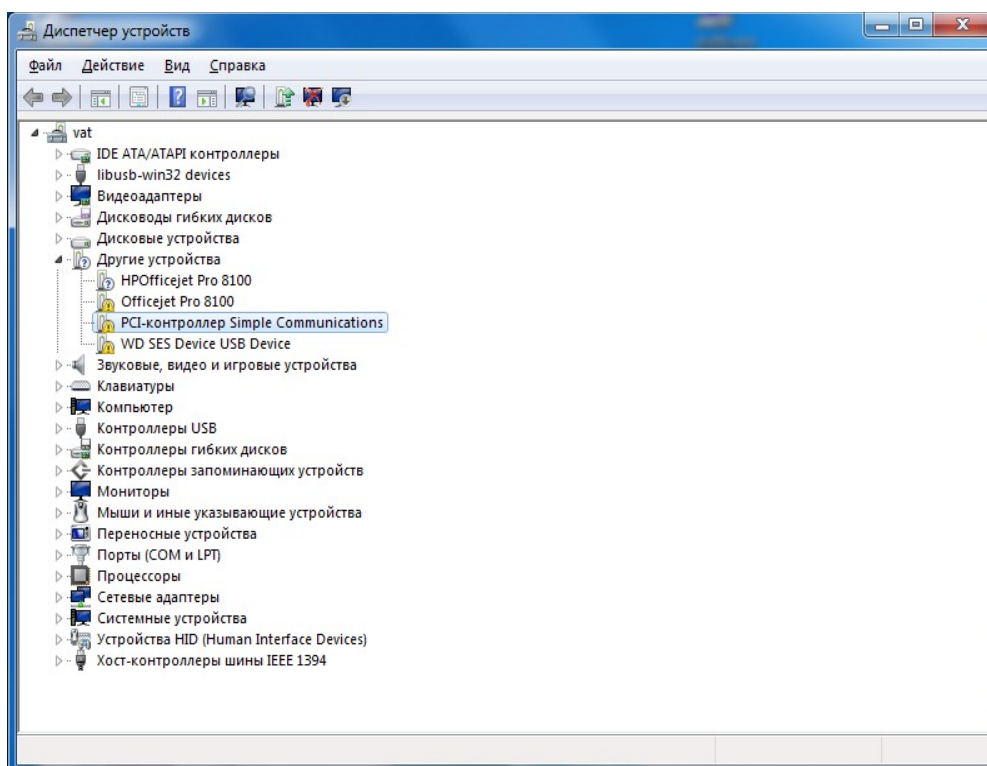 Диспетчер устройств
Файл Действие Вид Справка
vat
IDE ATA/ATAPI контроллеры
libusb-win32 devices
Видеоадаптеры
Дисководы гибких дисков
Дисковые устройства
Другие устройства
HPOfficejet Pro 8100
Officejet Pro 8100
PCI-контроллер Simple Communications
WD SES Device USB Device
Звуковые, видео и игровые устройства
Клавиатуры
Компьютер
Контроллеры USB
Контроллеры гибких дисков
Контроллеры запоминающих устройств
Мониторы
Мыши и иные указывающие устройства
Переносные устройства
Порты (COM и LPT)
Процессоры
Сетевые адаптеры
Системные устройства
Устройства HID (Human Interface Devices)
Хост-контроллеры шины IEEE 1394